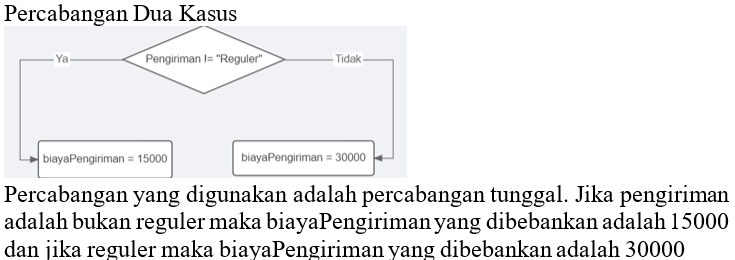 Percabangan Dua Kasus
Ya
Pengiriman != "Reguler"
Tidak
biayaPengiriman = 15000
biayaPengiriman = 30000
Percabangan yang digunakan adalah percabangan tunggal. Jika pengiriman
adalah bukan reguler maka biayaPengiriman yang dibebankan adalah 15000
dan jika reguler maka biayaPengiriman yang dibebankan adalah 30000